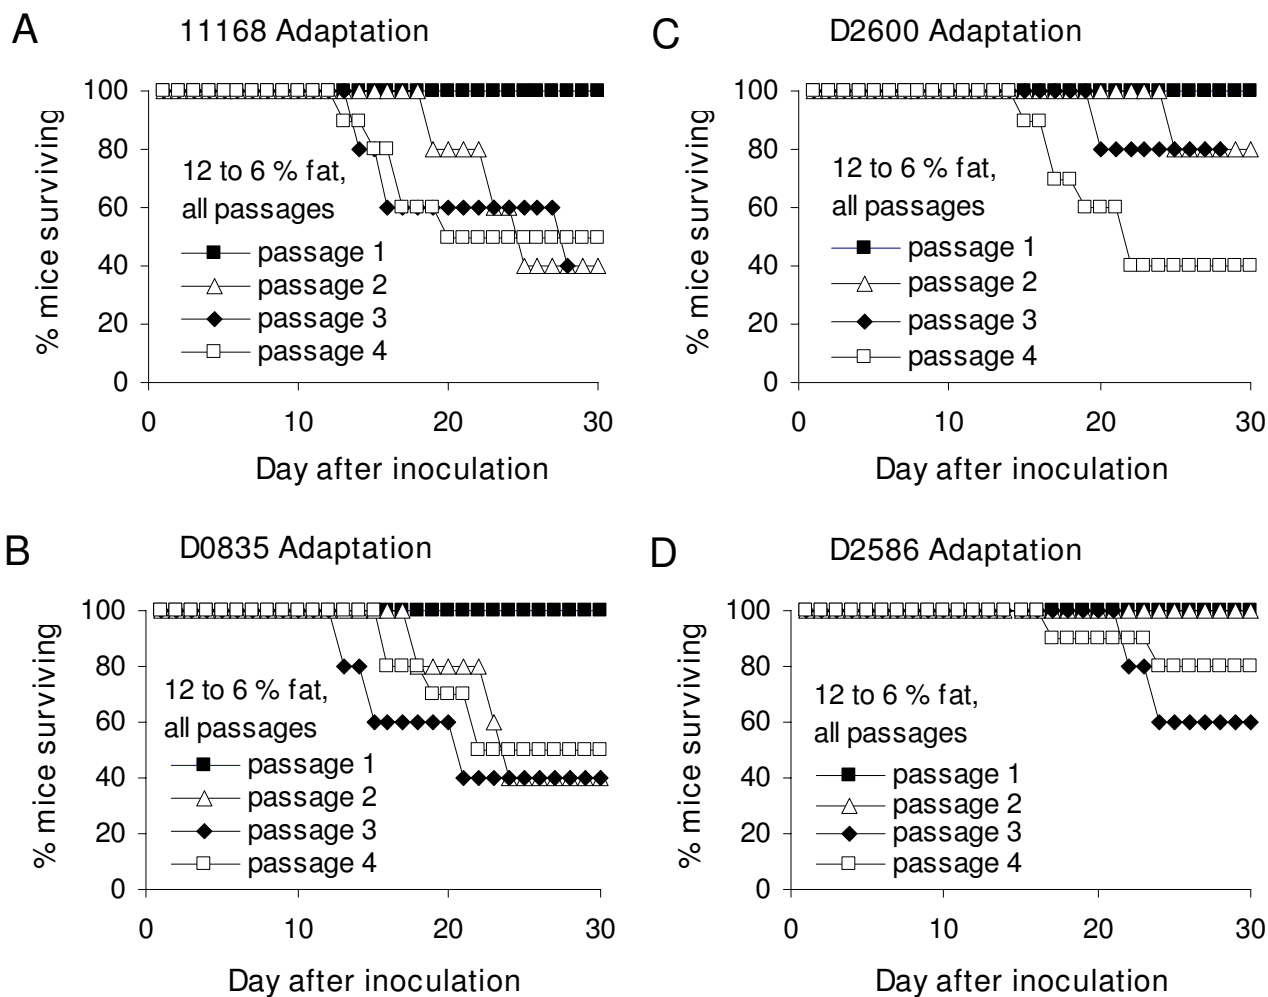 A
11168 Adaptation
100
80
60
40
20
0
% mice surviving
12 to 6 % fat,
all passages
passage 1
passage 2
passage 3
passage 4
0 10 20 30
Day after inoculation
C
D2600 Adaptation
100
80
60
40
20
0
% mice surviving
12 to 6 % fat,
all passages
passage 1
passage 2
passage 3
passage 4
0 10 20 30
Day after inoculation
B
D0835 Adaptation
100
80
60
40
20
0
% mice surviving
12 to 6 % fat,
all passages
passage 1
passage 2
passage 3
passage 4
0 10 20 30
Day after inoculation
D
D2586 Adaptation
100
80
60
40
20
0
% mice surviving
12 to 6 % fat,
all passages
passage 1
passage 2
passage 3
passage 4
0 10 20 30
Day after inoculation